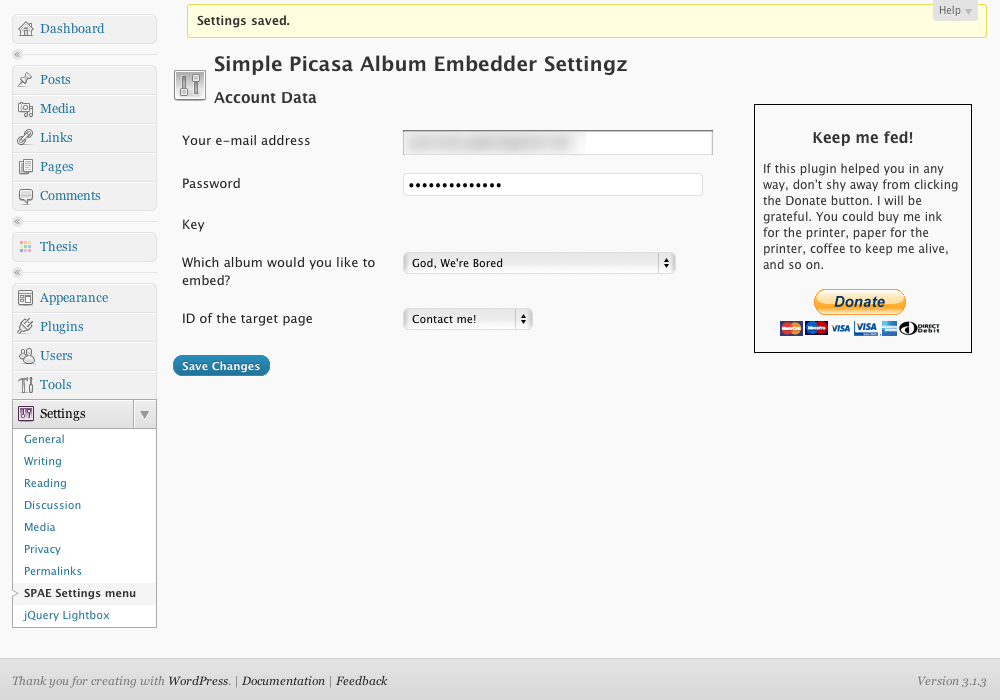 Settings saved.
Help
Dashboard
Posts
Media
Links
Pages
Comments
Thesis
Appearance
Plugins
Users
Tools
Settings
General
Writing
Reading
Discussion
Media
Privacy
Permalinks
SPAE Settings menu
jQuery Lightbox
Simple Picasa Album Embedder Settingz
Account Data
Your e-mail address
Password
Key
Which album would you like to
embed?
God, We're Bored
ID of the target page
Contact me!
Save Changes
Keep me fed!
If this plugin helped you in any
way, don't shy away from clicking
the Donate button. I will be
grateful. You could buy me ink
for the printer, paper for the
printer, coffee to keep me alive,
and so on.
Donate
MasterCard Maestro VISA VISA DIRECT Debit
Thank you for creating with WordPress. | Documentation | Feedback
Version 3.1.3